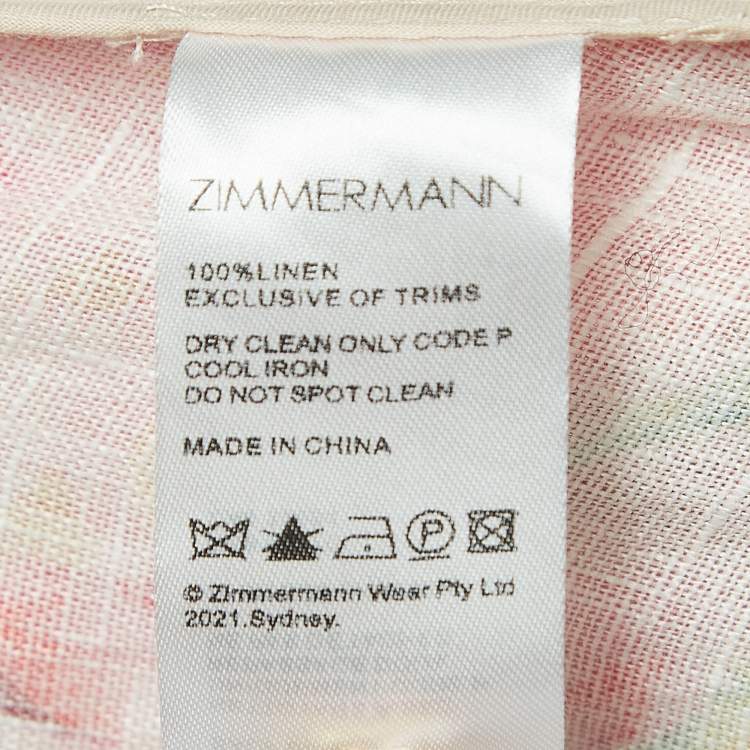 ZIMMERMANN
100%LINEN
EXCLUSIVE OF TRIMS
DRY CLEAN ONLY CODE P
COOL IRON
DO NOT SPOT CLEAN
MADE IN CHINA
P
© Zimmermann Wear Pty Ltd
2021.Sydney.